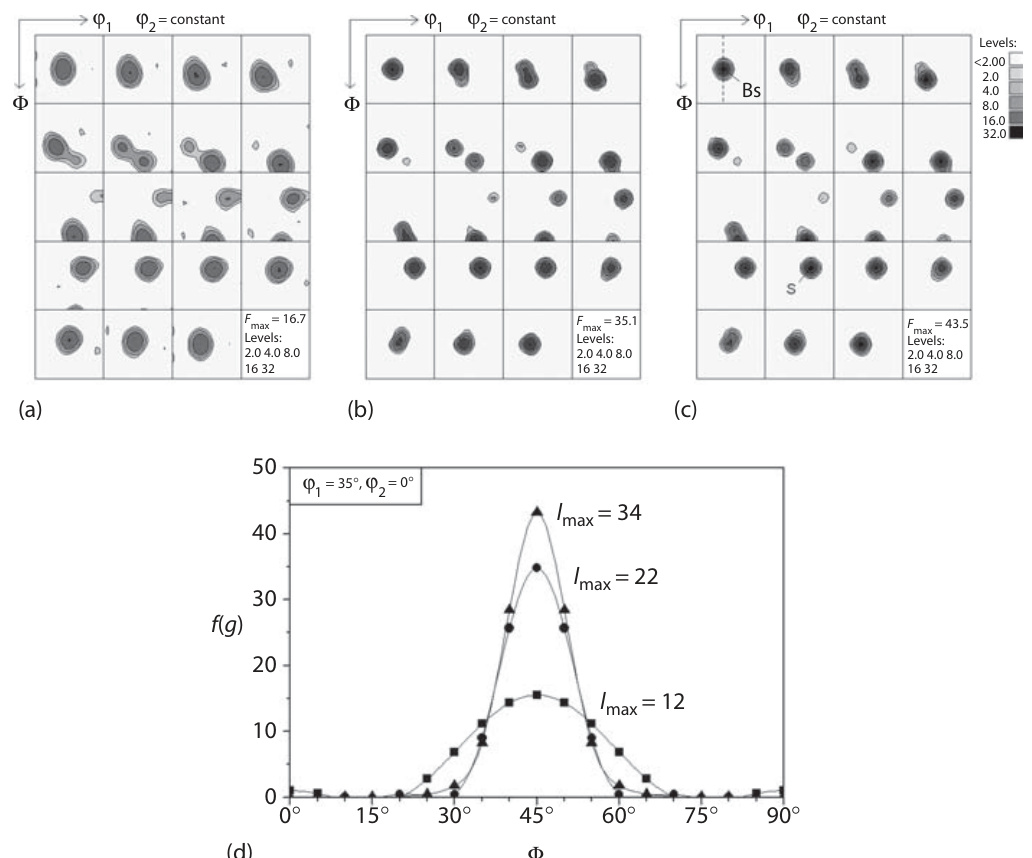 φ1 φ2 = constant
Φ
F max = 16.7
Levels:
2.0 4.0 8.0
16 32
(a)
φ1 φ2 = constant
Φ
F max = 35.1
Levels:
2.0 4.0 8.0
16 32
(b)
φ1 φ2 = constant
Φ
Bs
S
F max = 43.5
Levels:
2.0 4.0 8.0
16 32
(c)
Levels:
<2.00
2.0
4.0
8.0
16.0
32.0
φ1 = 35°, φ2 = 0°
50
40
30
20
10
0
f(g)
lmax = 34
lmax = 22
lmax = 12
0° 15° 30° 45° 60° 75° 90°
(d) Φ